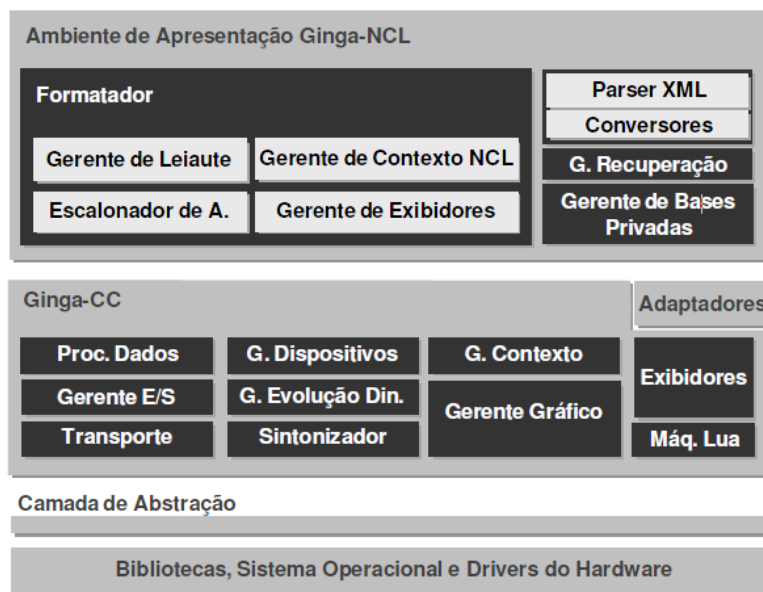 Ambiente de Apresentação Ginga-NCL
Formatador
Gerente de Leiaute
Gerente de Contexto NCL
Escalonador de A.
Gerente de Exibidores
Parser XML
Conversores
G. Recuperação
Gerente de Bases
Privadas
Ginga-CC
Adaptadores
Proc. Dados
G. Dispositivos
G. Contexto
Exibidores
Gerente E/S
G. Evolução Din.
Gerente Gráfico
Transporte
Sintonizador
Máq. Lua
Camada de Abstração
Bibliotecas, Sistema Operacional e Drivers do Hardware